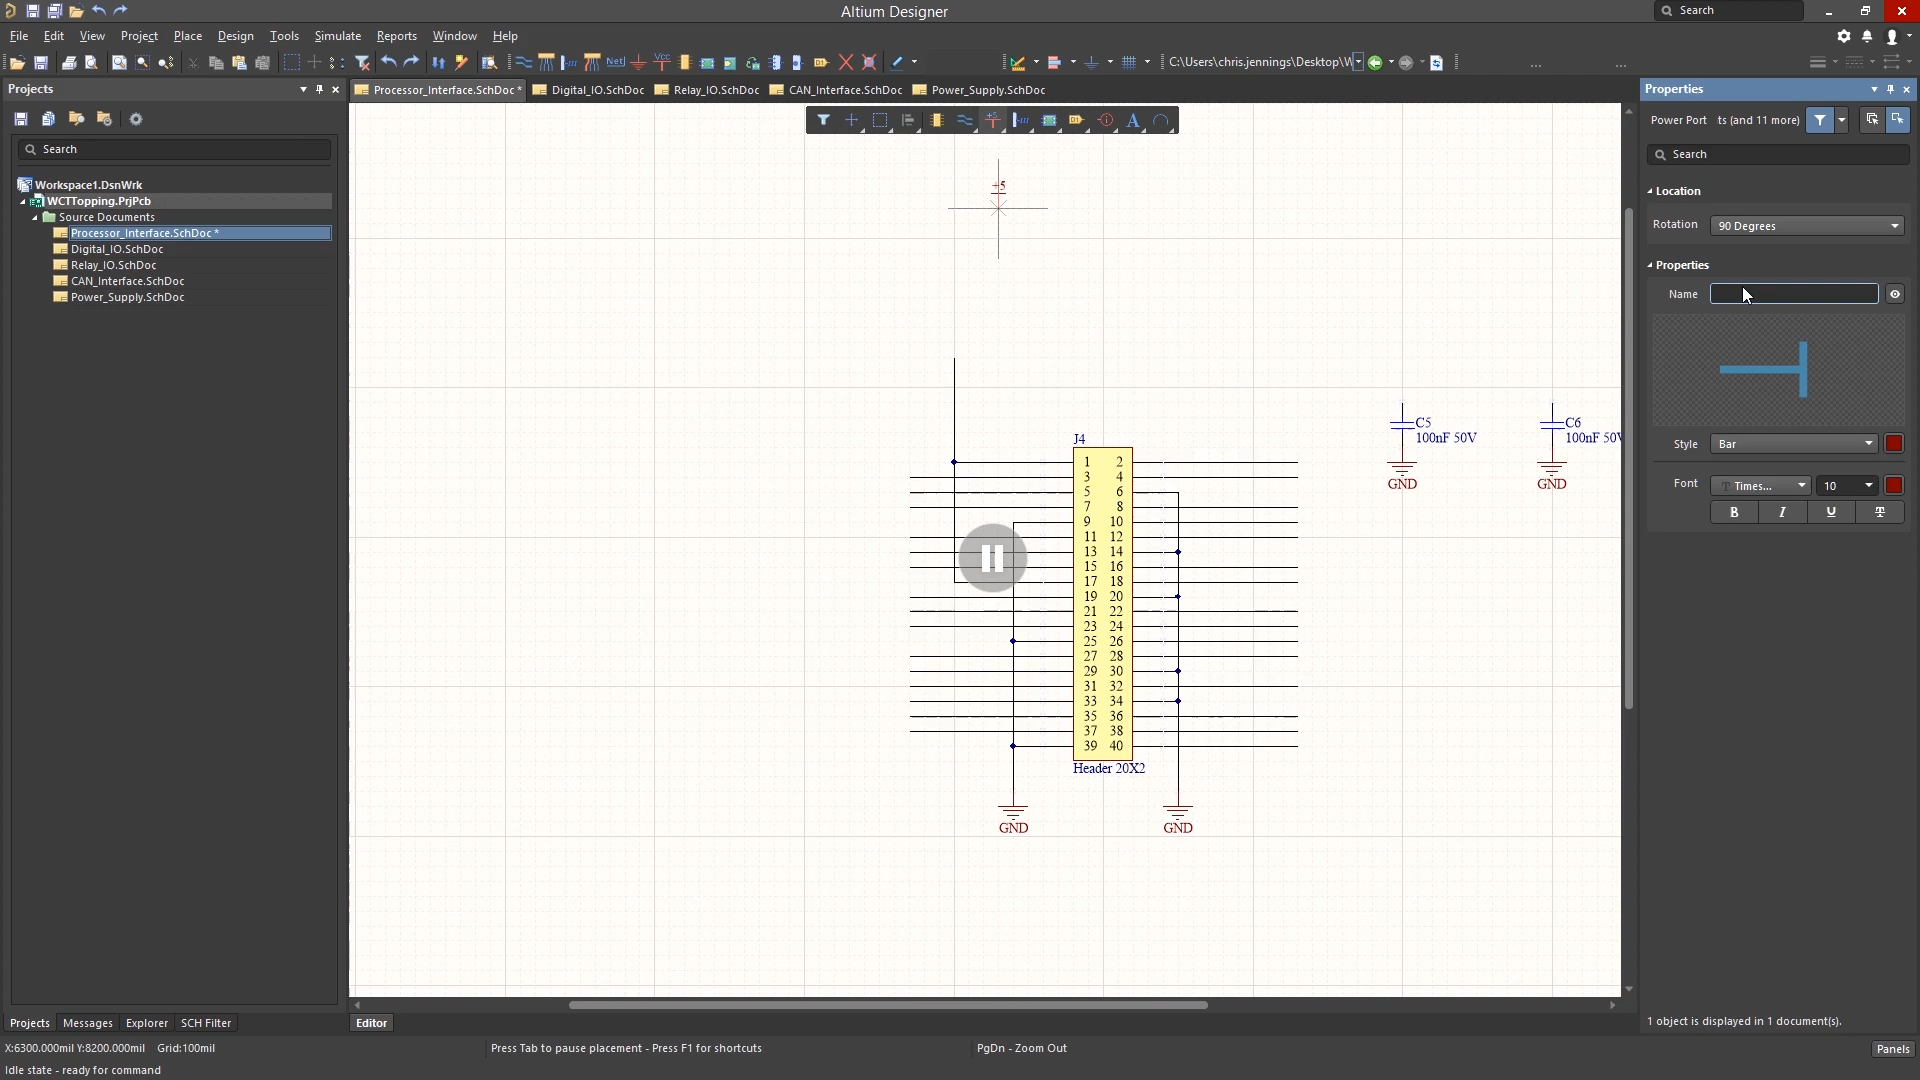 Altium Designer
Search
File Edit View Project Place Design Tools Simulate Reports Window Help
Net
Vcc
C:\Users\chris.jennings\Desktop\W
... ...
Projects
Processor_Interface.SchDoc * Digital_IO.SchDoc Relay_IO.SchDoc CAN_Interface.SchDoc Power_Supply.SchDoc
Properties
Power Port ts (and 11 more)
Search
Search
Workspace1.DsnWrk
WCTTopping.PrjPcb
Source Documents
Processor_Interface.SchDoc *
Digital_IO.SchDoc
Relay_IO.SchDoc
CAN_Interface.SchDoc
Power_Supply.SchDoc
+5
J4
1 2
3 4
5 6
7 8
9 10
11 12
13 14
15 16
17 18
19 20
21 22
23 24
25 26
27 28
29 30
31 32
33 34
35 36
37 38
39 40
Header 20X2
GND
GND
C5
100nF 50V
GND
C6
100nF 50V
GND
Location
Rotation 90 Degrees
Properties
Name
Style Bar
Font T Times... 10
B I U T
1 object is displayed in 1 document(s).
Projects Messages Explorer SCH Filter
Editor
X:6300.000mil Y:8200.000mil Grid:100mil
Press Tab to pause placement - Press F1 for shortcuts
PgDn - Zoom Out
Panels
Idle state - ready for command